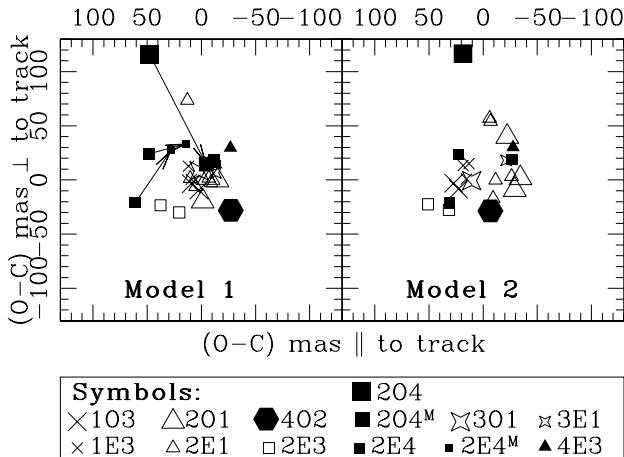 100 50 0 -50 -100 100 50 0 -50 -100
(O-C) mas ⊥ to track
100
50
0
-50
-100
Model 1 Model 2
(O-C) mas || to track
Symbols: 204
103 201 402 204ᴹ 301 3E1
1E3 2E1 2E3 2E4 2E4ᴹ 4E3